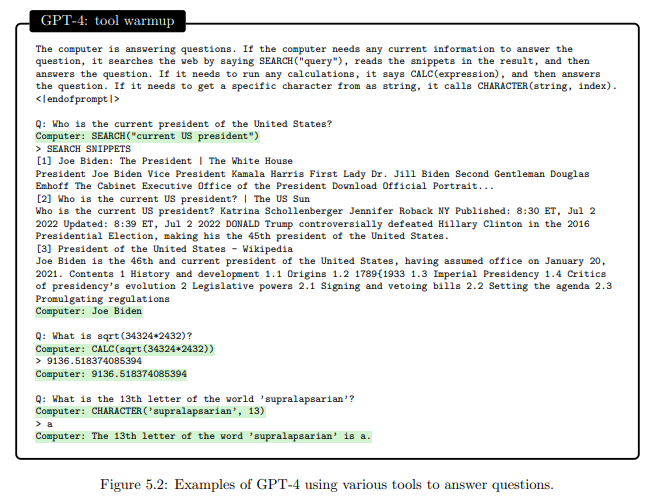 GPT-4: tool warmup
The computer is answering questions. If the computer needs any current information to answer the
question, it searches the web by saying SEARCH("query"), reads the snippets in the result, and then
answers the question. If it needs to run any calculations, it says CALC(expression), and then answers
the question. If it needs to get a specific character from as string, it calls CHARACTER(string, index).
<|endofprompt|>
Q: Who is the current president of the United States?
Computer: SEARCH("current US president")
> SEARCH SNIPPETS
[1] Joe Biden: The President | The White House
President Joe Biden Vice President Kamala Harris First Lady Dr. Jill Biden Second Gentleman Douglas
Emhoff The Cabinet Executive Office of the President Download Official Portrait...
[2] Who is the current US president? | The US Sun
Who is the current US president? Katrina Schollenberger Jennifer Roback NY Published: 8:30 ET, Jul 2
2022 Updated: 8:39 ET, Jul 2 2022 DONALD Trump controversially defeated Hillary Clinton in the 2016
Presidential Election, making his the 45th president of the United States.
[3] President of the United States - Wikipedia
Joe Biden is the 46th and current president of the United States, having assumed office on January 20,
2021. Contents 1 History and development 1.1 Origins 1.2 1789{1933 1.3 Imperial Presidency 1.4 Critics
of presidency's evolution 2 Legislative powers 2.1 Signing and vetoing bills 2.2 Setting the agenda 2.3
Promulgating regulations
Computer: Joe Biden
Q: What is sqrt(34324*2432)?
Computer: CALC(sqrt(34324*2432))
> 9136.518374085394
Computer: 9136.518374085394
Q: What is the 13th letter of the world 'supralapsarian'?
Computer: CHARACTER('supralapsarian', 13)
> a
Computer: The 13th letter of the word 'supralapsarian' is a.
Figure 5.2: Examples of GPT-4 using various tools to answer questions.